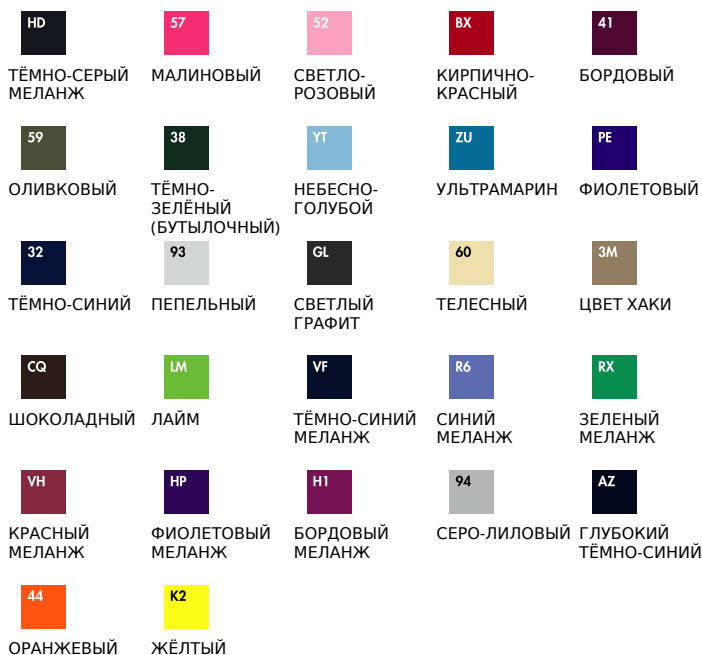 HD 57 52 BX 41
ТЁМНО-СЕРЫЙ МАЛИНОВЫЙ СВЕТЛО- КИРПИЧНО- БОРДОВЫЙ
МЕЛАНЖ РОЗОВЫЙ КРАСНЫЙ
59 38 YT ZU PE
ОЛИВКОВЫЙ ТЁМНО- НЕБЕСНО- УЛЬТРАМАРИН ФИОЛЕТОВЫЙ
ЗЕЛЁНЫЙ ГОЛУБОЙ
(БУТЫЛОЧНЫЙ)
32 93 GL 60 3M
ТЁМНО-СИНИЙ ПЕПЕЛЬНЫЙ СВЕТЛЫЙ ТЕЛЕСНЫЙ ЦВЕТ ХАКИ
ГРАФИТ
CQ LM VF R6 RX
ШОКОЛАДНЫЙ ЛАЙМ ТЁМНО-СИНИЙ СИНИЙ ЗЕЛЕНЫЙ
МЕЛАНЖ МЕЛАНЖ МЕЛАНЖ
VH HP H1 94 AZ
КРАСНЫЙ ФИОЛЕТОВЫЙ БОРДОВЫЙ СЕРО-ЛИЛОВЫЙ ГЛУБОКИЙ
МЕЛАНЖ МЕЛАНЖ МЕЛАНЖ ТЁМНО-СИНИЙ
44 K2
ОРАНЖЕВЫЙ ЖЁЛТЫЙ